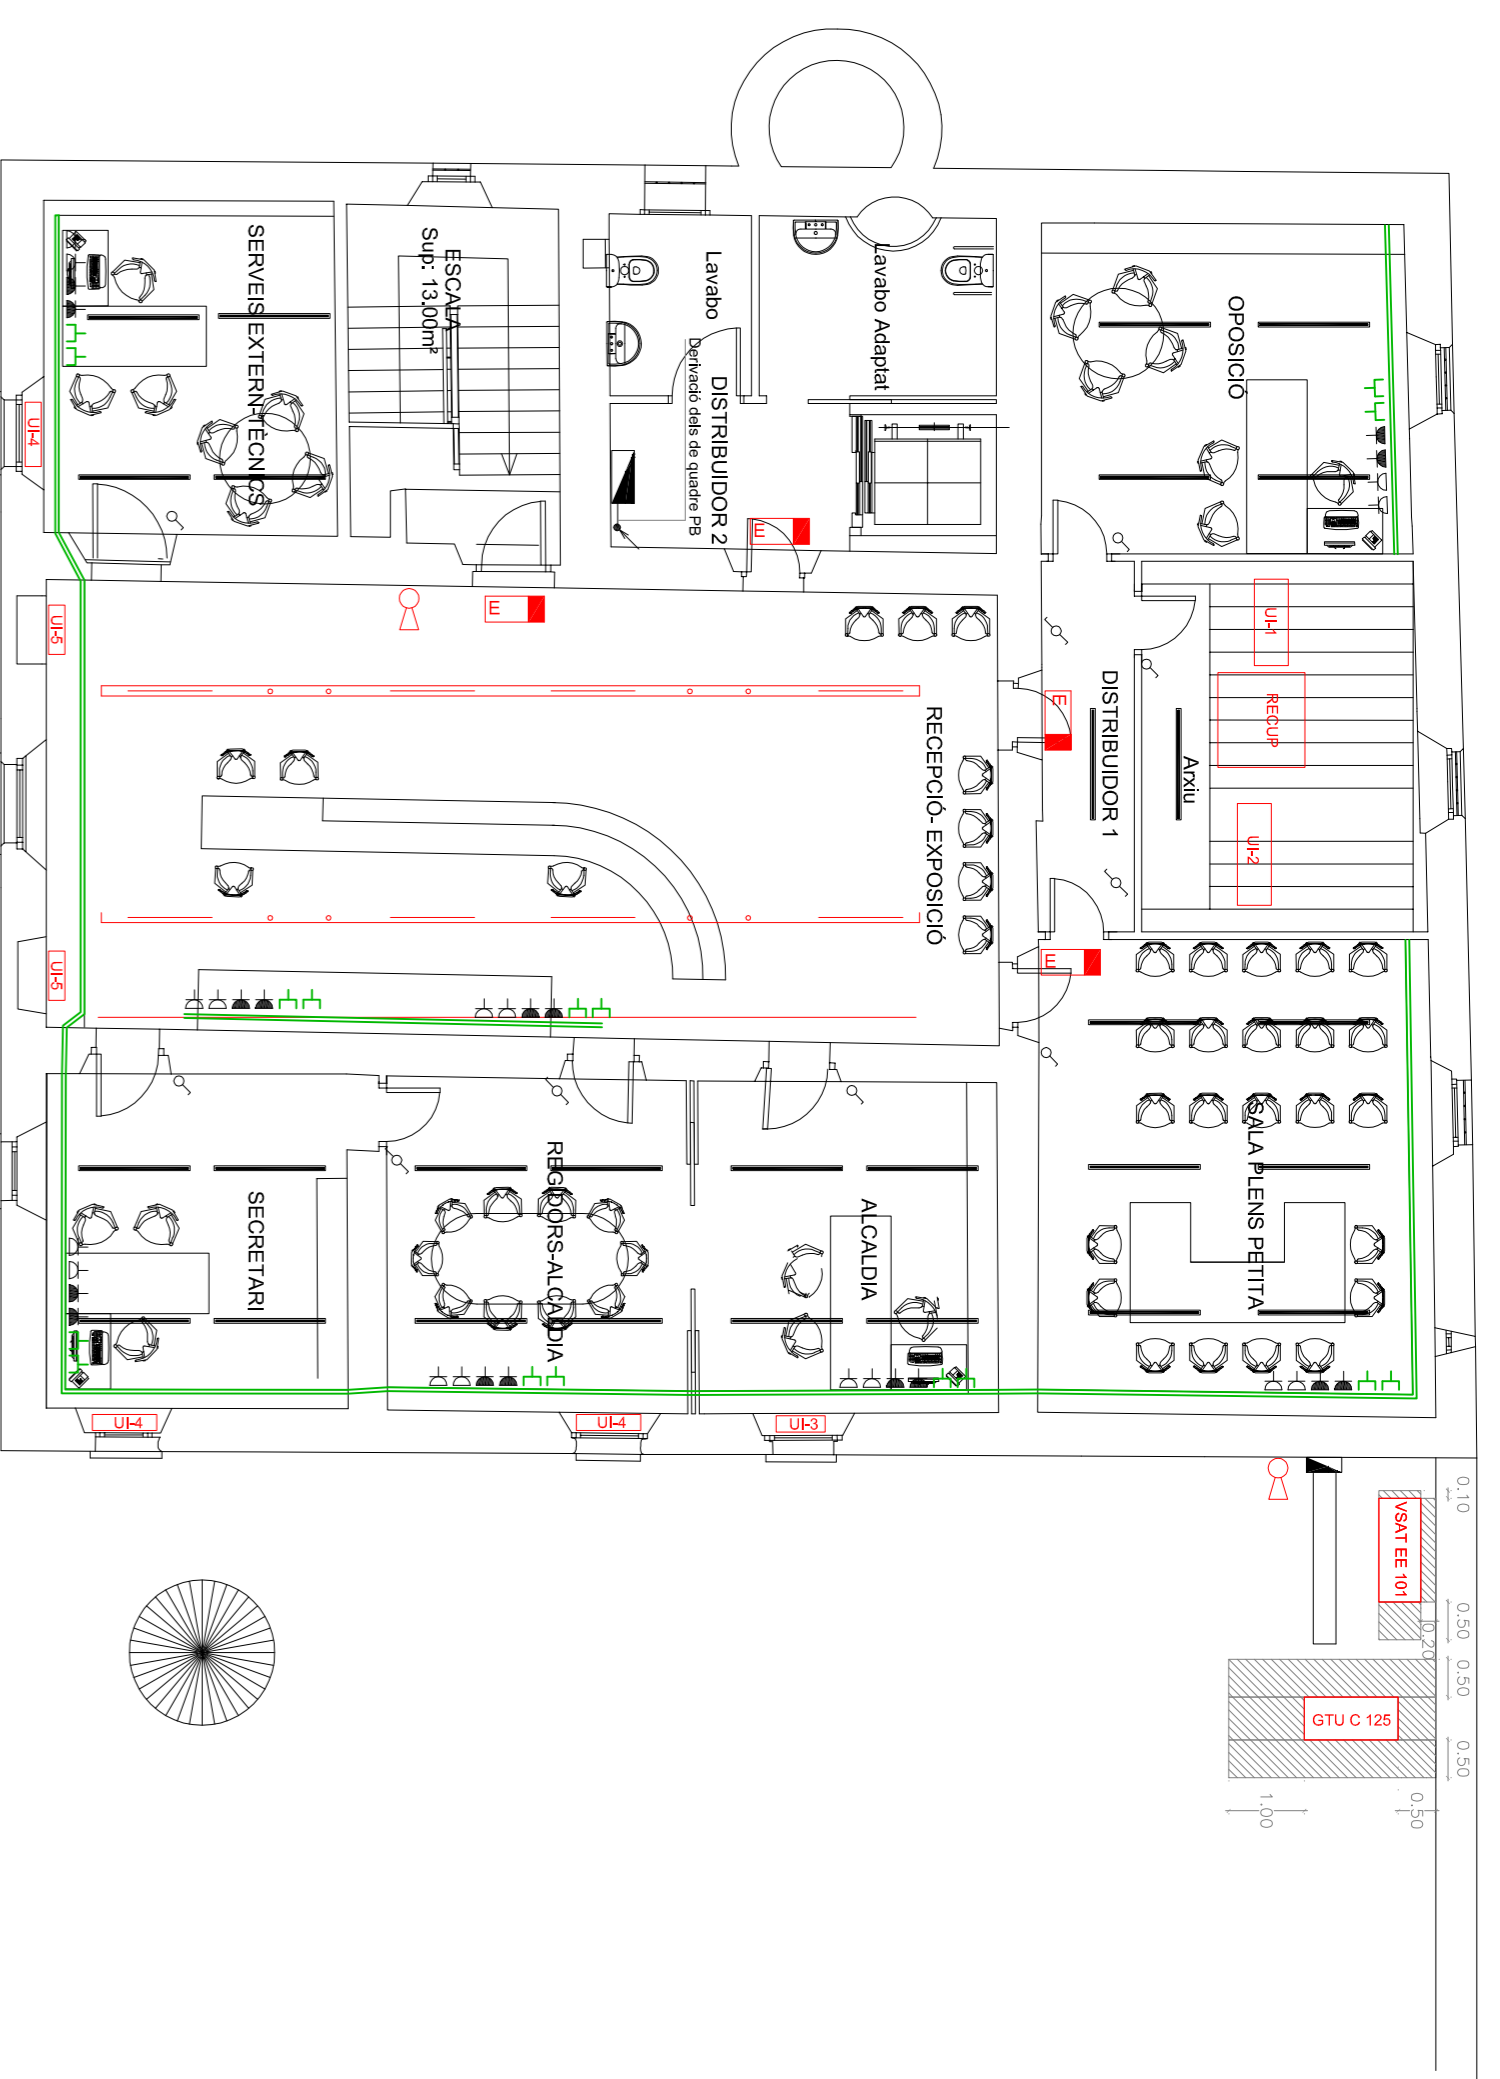 SERVEIS EXTERN-TÈCNICS
ESCALA
Sup: 13.00m²
Lavabo
Lavabo Adaptat
DISTRIBUIDOR 2
Derivació dels de quadre PB
OPOSICIÓ
UI-4
E
E
UI-5
UI-1
RECUP
E
DISTRIBUIDOR 1
Arxiu
UI-2
RECEPCIÓ- EXPOSICIÓ
UI-5
E
SALA PLENS PETITA
SECRETARI
REGIDORS-ALCALDIA
ALCALDIA
UI-4
UI-4
UI-3
0.10
VSAT EE 101
0.50
0.20
0.50
GTU C 125
0.50
1.00
0.50